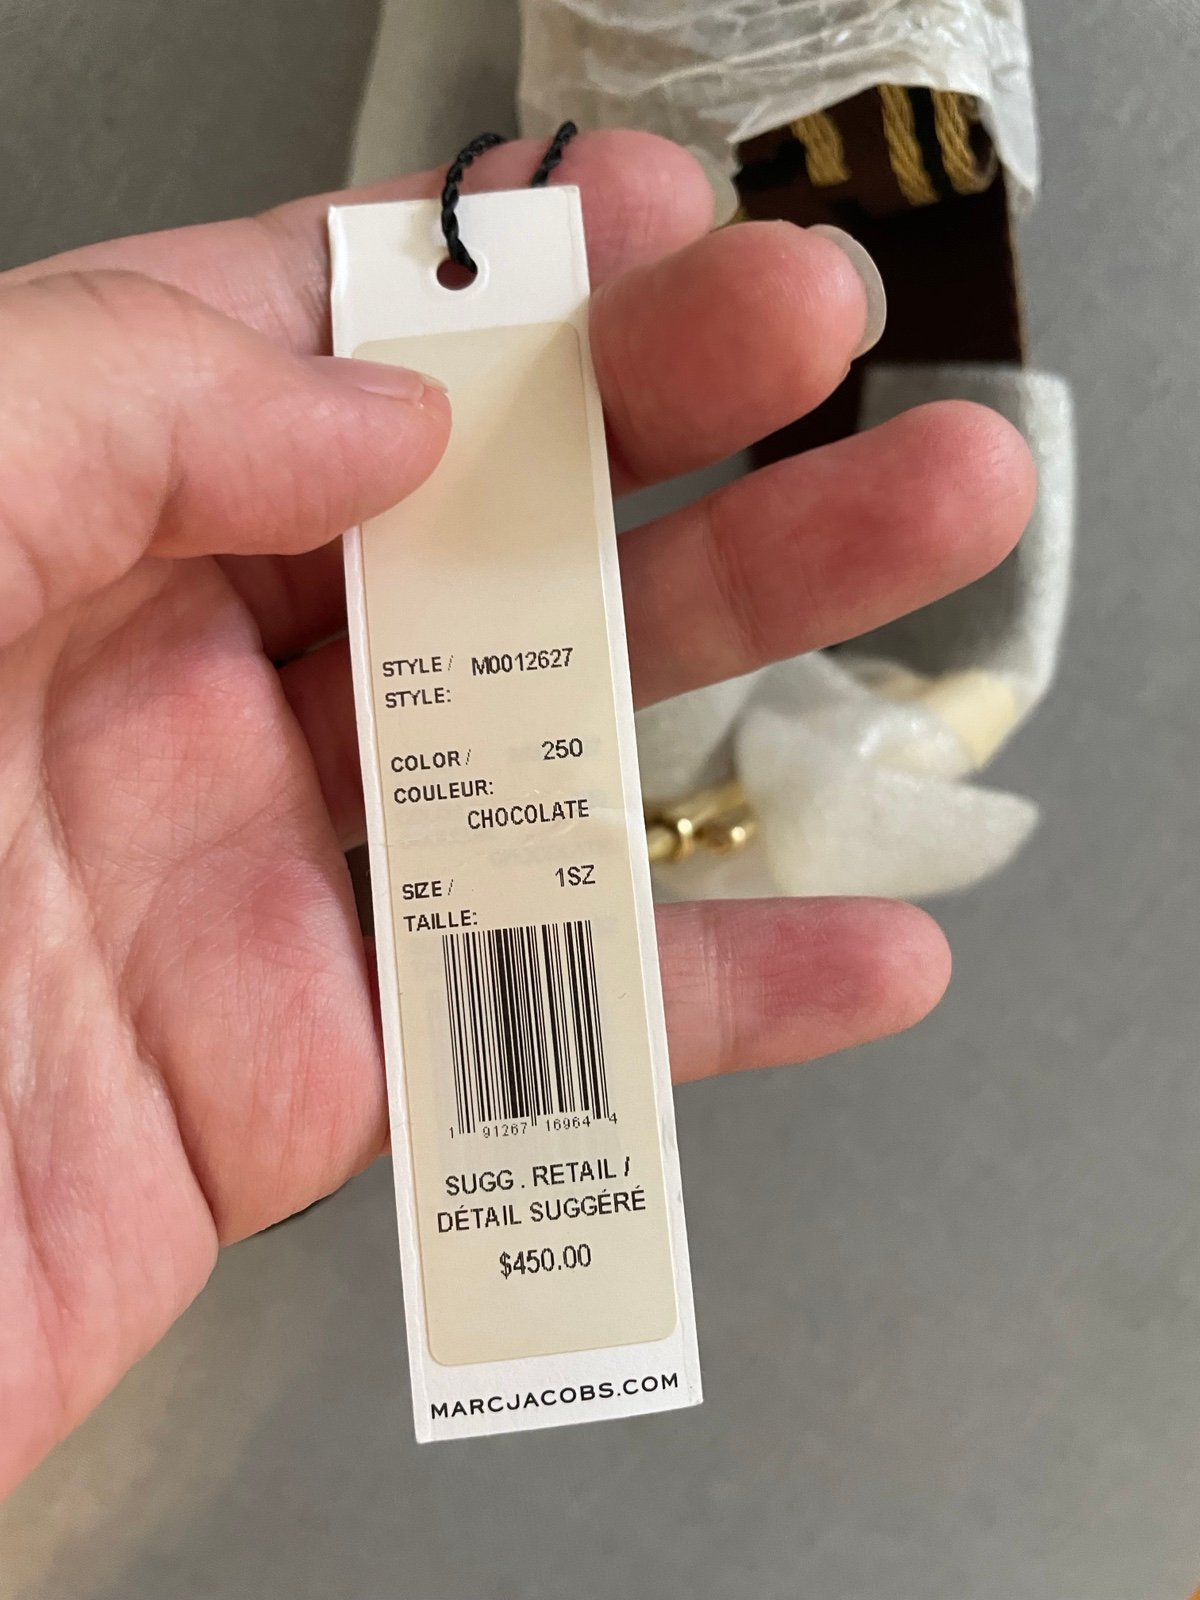 STYLE / M0012627
STYLE:
COLOR / 250
COULEUR:
CHOCOLATE
SIZE / 1SZ
TAILLE:
1 91267 16964 4
SUGG. RETAIL /
DÉTAIL SUGGÉRÉ
$450.00
MARCJACOBS.COM